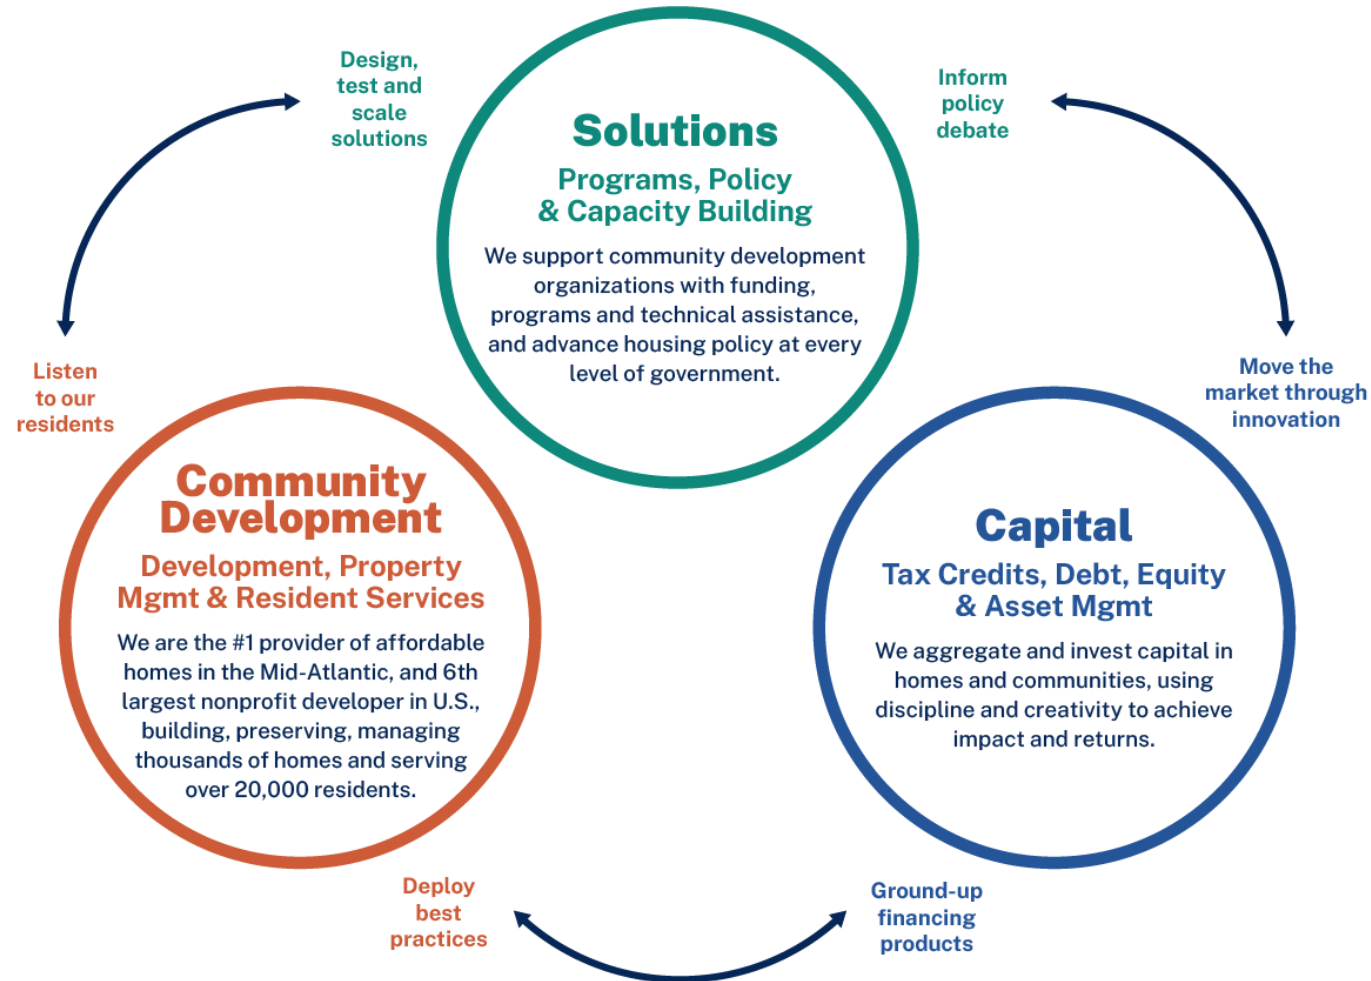 Design,
test and
scale
solutions
Inform
policy
debate
Solutions
Programs, Policy
& Capacity Building
We support community development
organizations with funding,
programs and technical assistance,
and advance housing policy at every
level of government.
Listen
to our
residents
Move the
market through
innovation
Community
Development
Development, Property
Mgmt & Resident Services
We are the #1 provider of affordable
homes in the Mid-Atlantic, and 6th
largest nonprofit developer in U.S.,
building, preserving, managing
thousands of homes and serving
over 20,000 residents.
Capital
Tax Credits, Debt, Equity
& Asset Mgmt
We aggregate and invest capital in
homes and communities, using
discipline and creativity to achieve
impact and returns.
Deploy
best
practices
Ground-up
financing
products